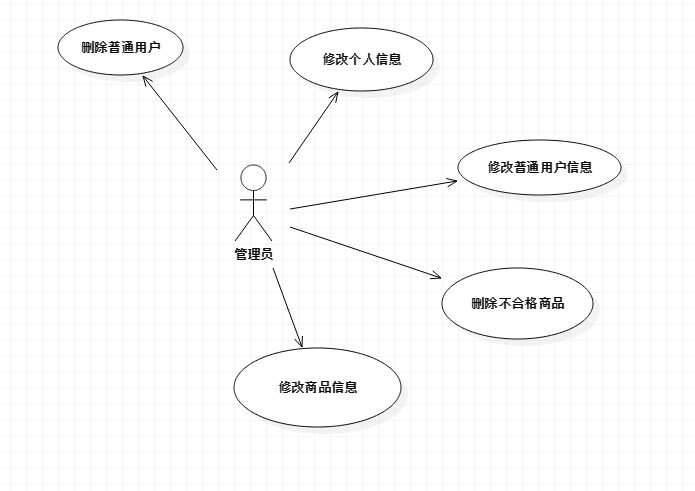 删除普通用户
修改个人信息
修改普通用户信息
管理员
删除不合格商品
修改商品信息